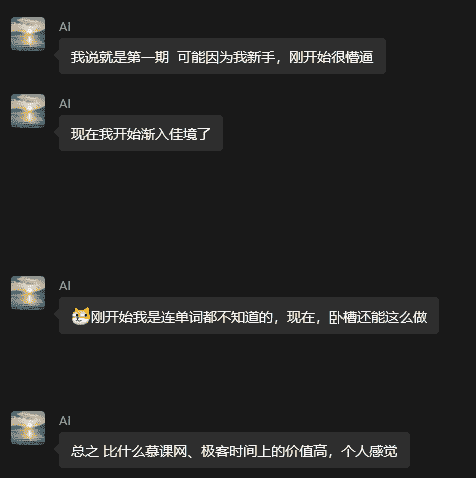 AI
我说就是第一期 可能因为我新手，刚开始很懵逼
AI
现在我开始渐入佳境了
AI
刚开始我是连单词都不知道的，现在，卧槽还能这么做
AI
总之 比什么慕课网、极客时间上的价值高，个人感觉